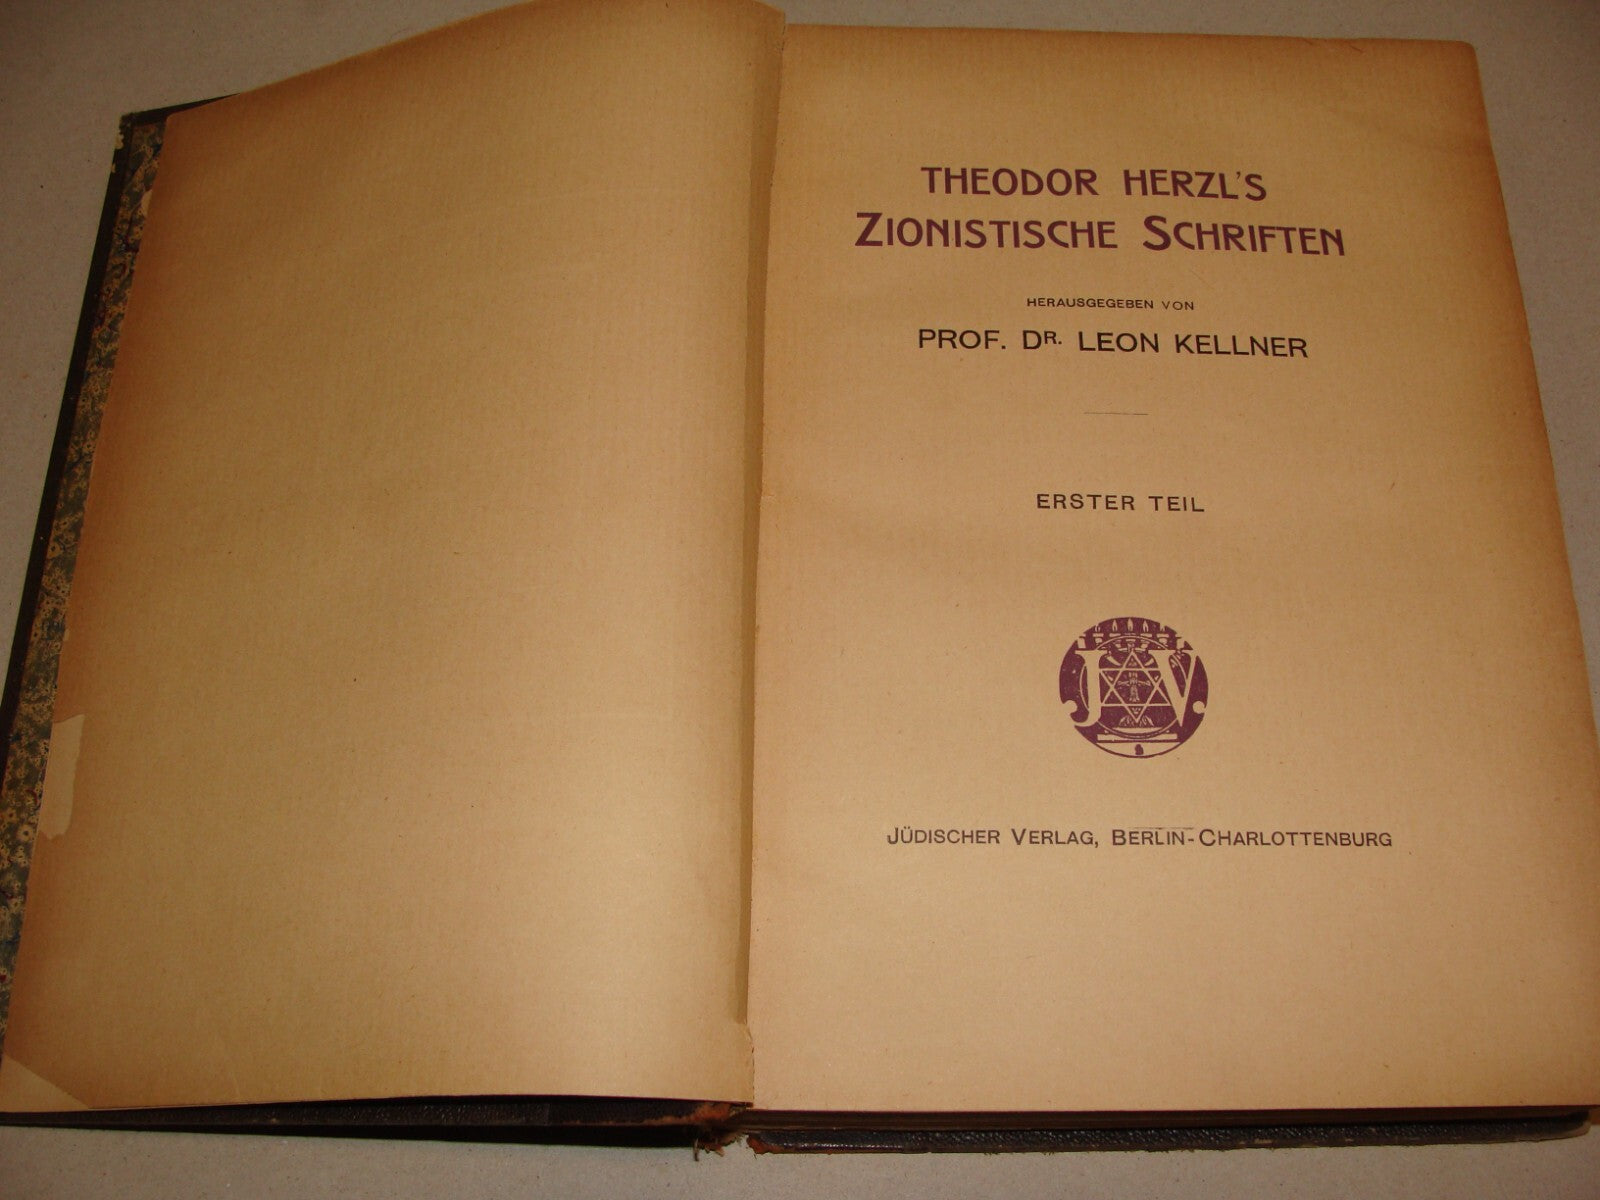 THEODOR HERZL'S
ZIONISTISCHE SCHRIFTEN
HERAUSGEGEBEN VON
PROF. DR. LEON KELLNER
ERSTER TEIL
J.V.
JÜDISCHER VERLAG, BERLIN-CHARLOTTENBURG